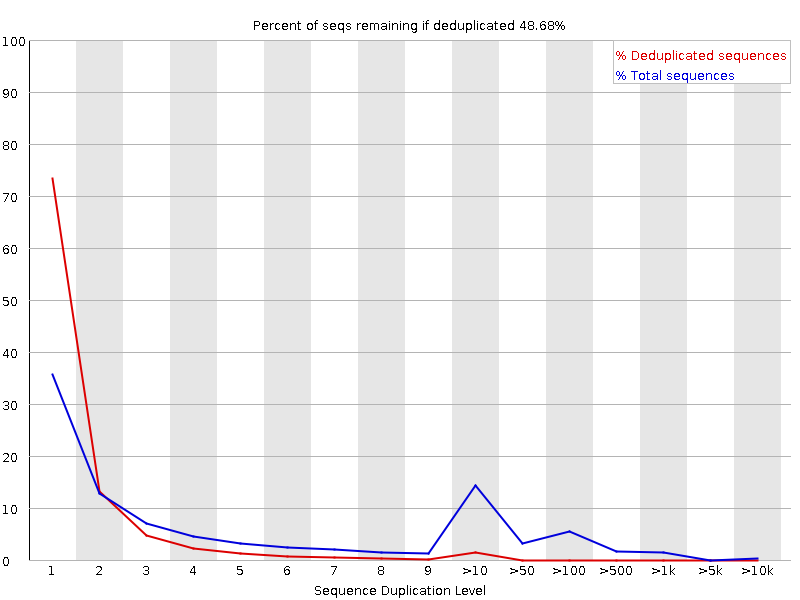 Percent of seqs remaining if deduplicated 48.68%
% Deduplicated sequences
% Total sequences
100
90
80
70
60
50
40
30
20
10
0
1 2 3 4 5 6 7 8 9 >10 >50 >100 >500 >1k >5k >10k
Sequence Duplication Level